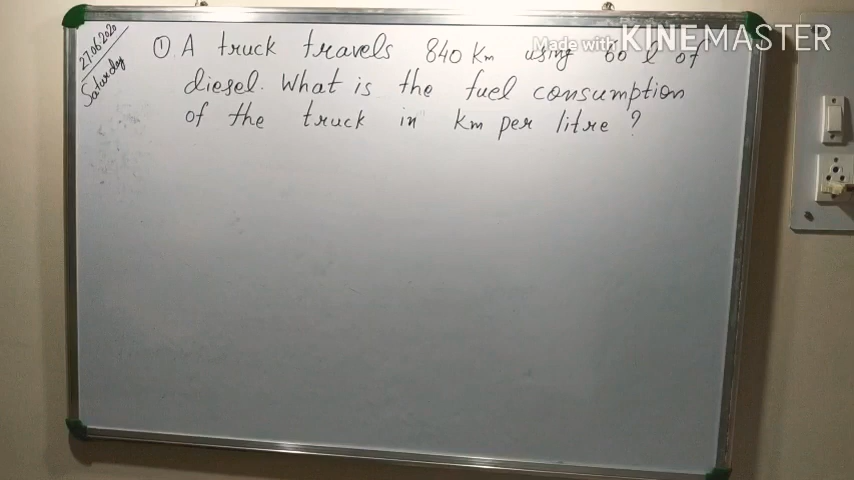 27.06.2020
Saturday
① A truck travels 840 Km using 60 l of
diesel. What is the fuel consumption
of the truck in Km per litre ?
Made with KINEMASTER